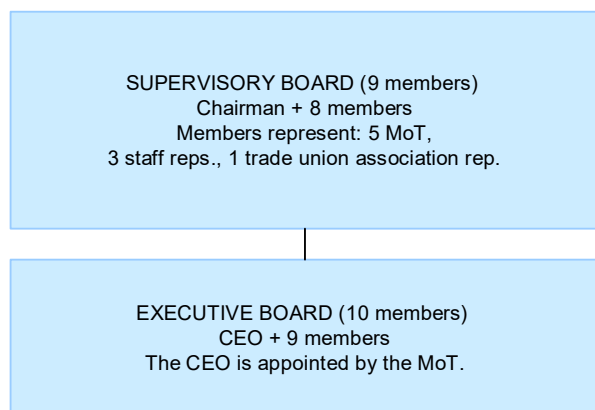 SUPERVISORY BOARD (9 members)
Chairman + 8 members
Members represent: 5 MoT,
3 staff reps., 1 trade union association rep.
EXECUTIVE BOARD (10 members)
CEO + 9 members
The CEO is appointed by the MoT.